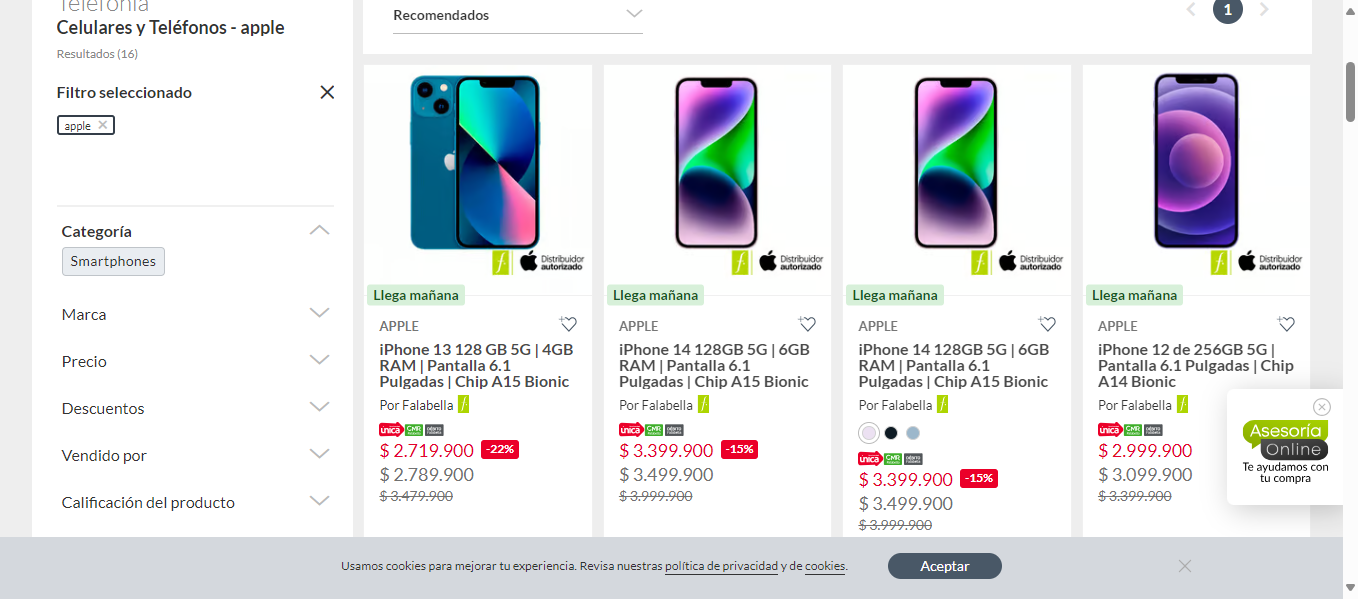 Telefonía
Celulares y Teléfonos - apple
Resultados (16)
Filtro seleccionado
apple
Categoría
Smartphones
Marca
Precio
Descuentos
Vendido por
Calificación del producto
Recomendados
1
Distribuidor
autorizado
Llega mañana
APPLE
iPhone 13 128 GB 5G | 4GB
RAM | Pantalla 6.1
Pulgadas | Chip A15 Bionic
Por Falabella
única CMR
$ 2.719.900 -22%
$ 2.789.900
$ 3.479.900
Distribuidor
autorizado
Llega mañana
APPLE
iPhone 14 128GB 5G | 6GB
RAM | Pantalla 6.1
Pulgadas | Chip A15 Bionic
Por Falabella
única CMR
$ 3.399.900 -15%
$ 3.499.900
$ 3.999.900
Distribuidor
autorizado
Llega mañana
APPLE
iPhone 14 128GB 5G | 6GB
RAM | Pantalla 6.1
Pulgadas | Chip A15 Bionic
Por Falabella
única CMR
$ 3.399.900 -15%
$ 3.499.900
$ 3.999.900
Distribuidor
autorizado
Llega mañana
APPLE
iPhone 12 de 256GB 5G |
Pantalla 6.1 Pulgadas | Chip
A14 Bionic
Por Falabella
única CMR
$ 2.999.900
$ 3.099.900
$ 3.399.900
Asesoría
Online
Te ayudamos con
tu compra
Usamos cookies para mejorar tu experiencia. Revisa nuestras política de privacidad y de cookies.
Aceptar